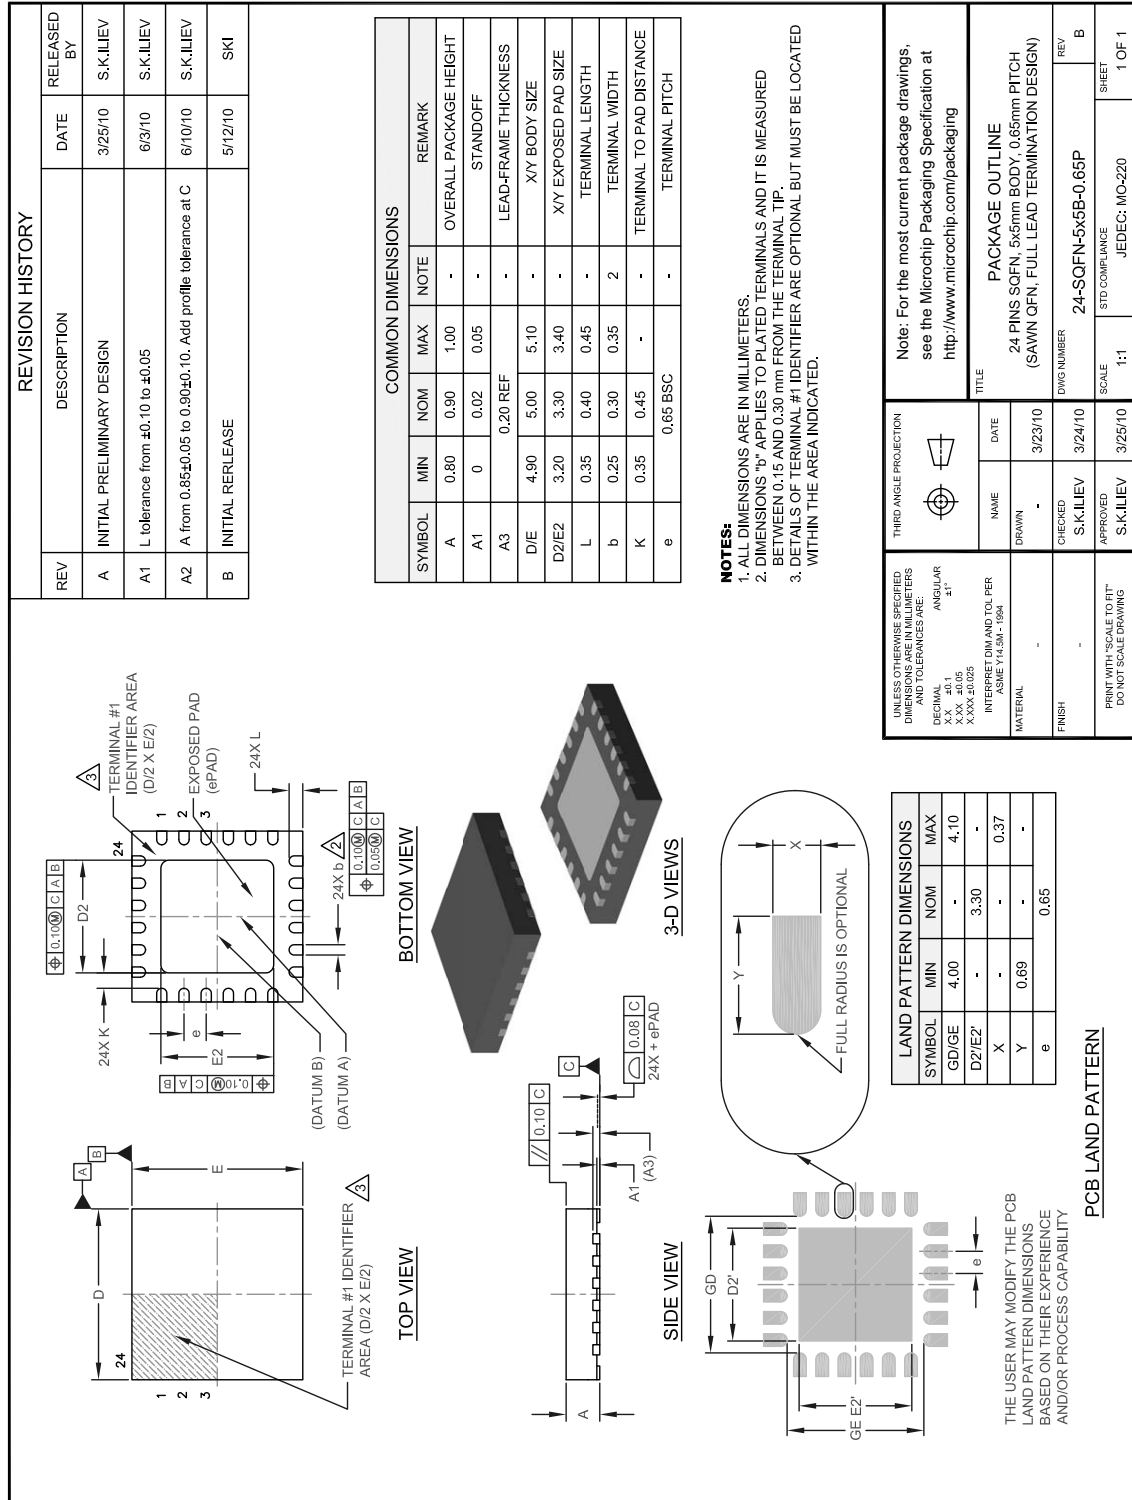 REVISION HISTORY
REV DESCRIPTION DATE RELEASED BY
A INITIAL PRELIMINARY DESIGN 3/25/10 S.K.ILIEV
A1 L tolerance from ±0.10 to ±0.05 6/3/10 S.K.ILIEV
A2 A from 0.85±0.05 to 0.90±0.10. Add profile tolerance at C 6/10/10 S.K.ILIEV
B INITIAL RERLEASE 5/12/10 SKI
D
A
B
E
24
1
2
3
TERMINAL #1 IDENTIFIER
AREA (D/2 X E/2)
3
TOP VIEW
0.10 M C A B
D2
24X K
e
E2
0.10 M C A B
24
1
2
3
3
TERMINAL #1
IDENTIFIER AREA
(D/2 X E/2)
EXPOSED PAD
(ePAD)
24X L
24X b
2
0.10 M C A B
0.05 M C
(DATUM B)
(DATUM A)
BOTTOM VIEW
COMMON DIMENSIONS
SYMBOL MIN NOM MAX NOTE REMARK
A 0.80 0.90 1.00 - OVERALL PACKAGE HEIGHT
A1 0 0.02 0.05 - STANDOFF
A3 0.20 REF - LEAD-FRAME THICKNESS
D/E 4.90 5.00 5.10 - X/Y BODY SIZE
D2/E2 3.20 3.30 3.40 - X/Y EXPOSED PAD SIZE
L 0.35 0.40 0.45 - TERMINAL LENGTH
b 0.25 0.30 0.35 2 TERMINAL WIDTH
K 0.35 0.45 - - TERMINAL TO PAD DISTANCE
e 0.65 BSC - TERMINAL PITCH
A
// 0.10 C
A1
(A3)
C
0.08 C
24X + ePAD
SIDE VIEW
3-D VIEWS
NOTES:
1. ALL DIMENSIONS ARE IN MILLIMETERS.
2. DIMENSIONS "b" APPLIES TO PLATED TERMINALS AND IT IS MEASURED
BETWEEN 0.15 AND 0.30 mm FROM THE TERMINAL TIP.
3. DETAILS OF TERMINAL #1 IDENTIFIER ARE OPTIONAL BUT MUST BE LOCATED
WITHIN THE AREA INDICATED.
GD
D2'
GE E2'
e
Y
X
FULL RADIUS IS OPTIONAL
THE USER MAY MODIFY THE PCB
LAND PATTERN DIMENSIONS
BASED ON THEIR EXPERIENCE
AND/OR PROCESS CAPABILITY
LAND PATTERN DIMENSIONS
SYMBOL MIN NOM MAX
GD/GE 4.00 - 4.10
D2'/E2' - 3.30 -
X - - 0.37
Y 0.69 - -
e 0.65
PCB LAND PATTERN
UNLESS OTHERWISE SPECIFIED
DIMENSIONS ARE IN MILLIMETERS
AND TOLERANCES ARE:
DECIMAL ANGULAR
X.X ±0.1 ±1°
X.XX ±0.05
X.XXX ±0.025
INTERPRET DIM AND TOL PER
ASME Y14.5M - 1994
MATERIAL
-
FINISH
-
PRINT WITH "SCALE TO FIT"
DO NOT SCALE DRAWING
THIRD ANGLE PROJECTION
NAME DATE
DRAWN
- 3/23/10
CHECKED
S.K.ILIEV 3/24/10
APPROVED
S.K.ILIEV 3/25/10
Note: For the most current package drawings,
see the Microchip Packaging Specification at
http://www.microchip.com/packaging
TITLE
PACKAGE OUTLINE
24 PINS SQFN, 5x5mm BODY, 0.65mm PITCH
(SAWN QFN, FULL LEAD TERMINATION DESIGN)
DWG NUMBER
24-SQFN-5x5B-0.65P
REV
B
SCALE
1:1
STD COMPLIANCE
JEDEC: MO-220
SHEET
1 OF 1